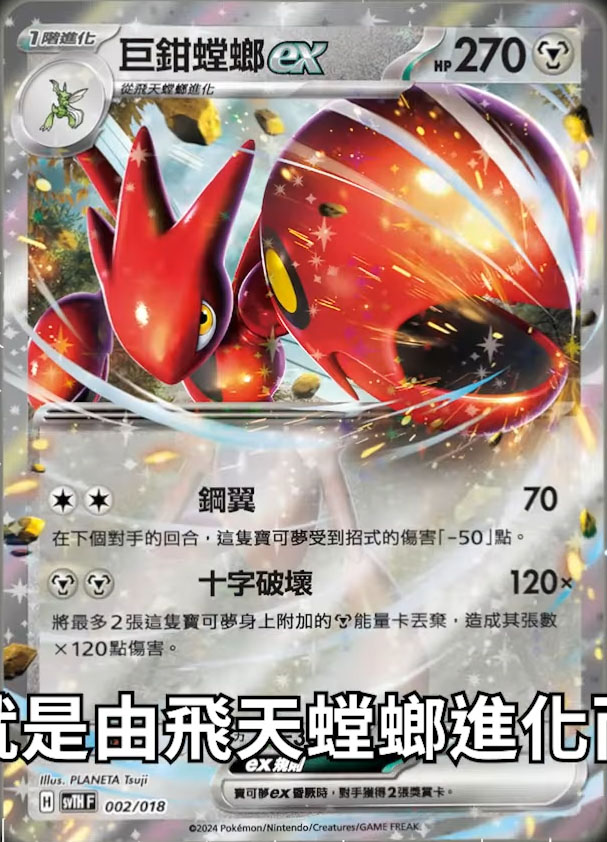 1階進化
巨鉗螳螂ex
HP 270
從飛天螳螂進化
鋼翼 70
在下個對手的回合，這隻寶可夢受到招式的傷害「-50」點。
十字破壞 120×
將最多2張這隻寶可夢身上附加的能量卡丟棄，造成其張數
×120點傷害。
就是由飛天螳螂進化而
ex規則
寶可夢ex昏厥時，對手獲得2張獎賞卡。
Illus. PLANETA Tsuji
H SV1H F 002/018
©2024 Pokémon/Nintendo/Creatures/GAME FREAK